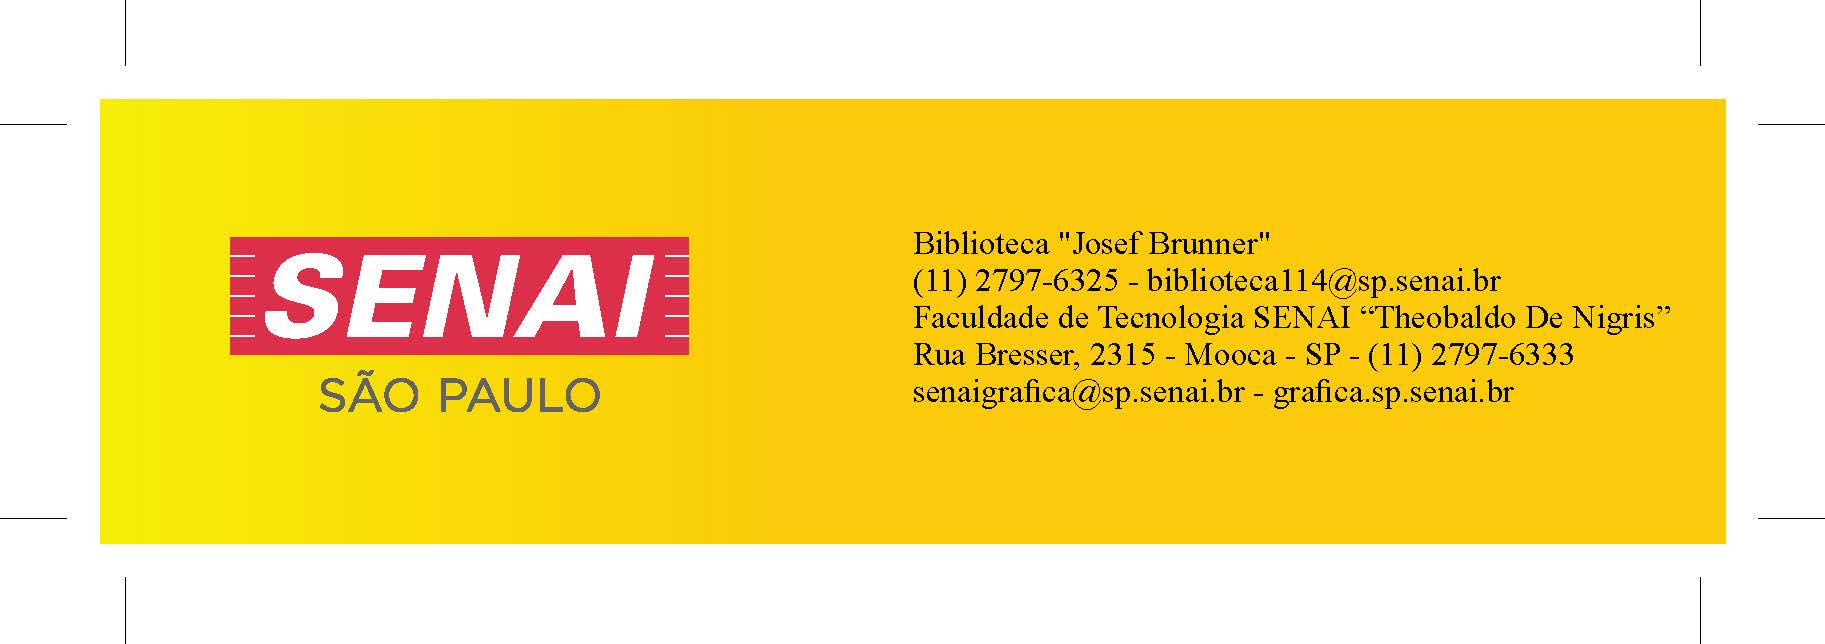 SENAI
SÃO PAULO
Biblioteca "Josef Brunner"
(11) 2797-6325 - biblioteca114@sp.senai.br
Faculdade de Tecnologia SENAI “Theobaldo De Nigris”
Rua Bresser, 2315 - Mooca - SP - (11) 2797-6333
senaigrafica@sp.senai.br - grafica.sp.senai.br